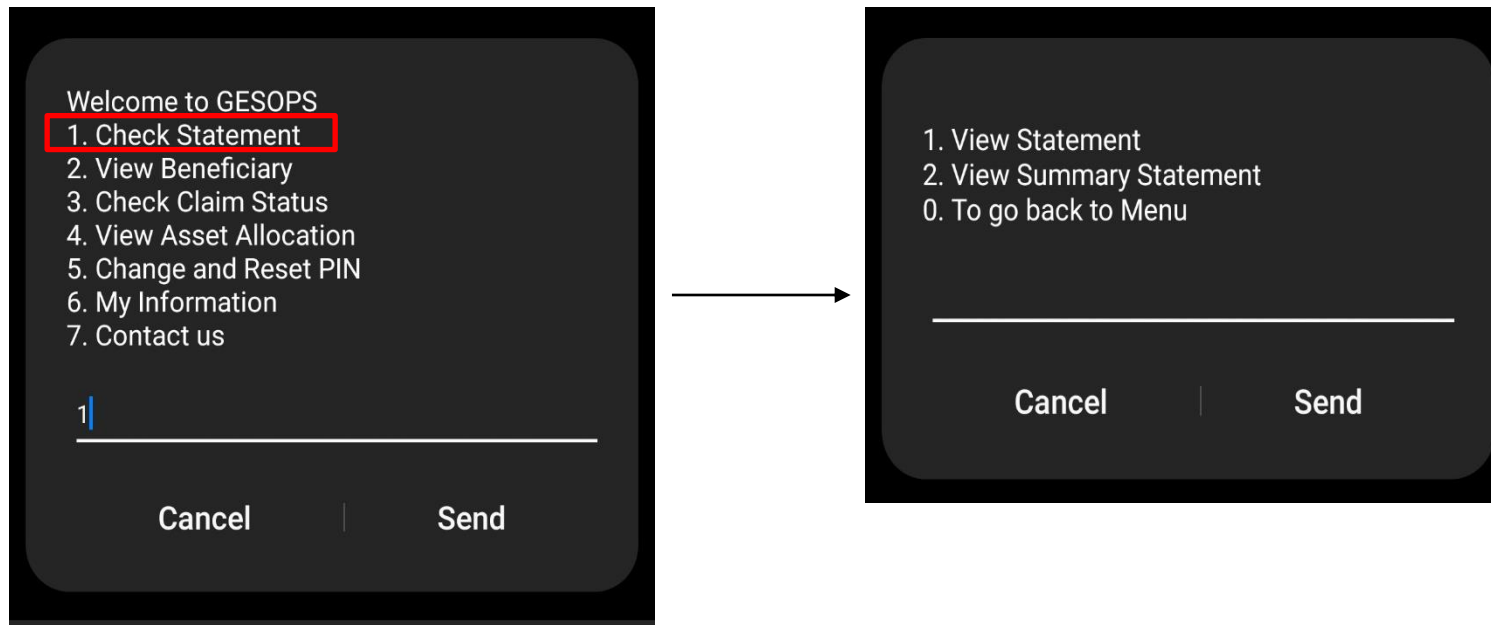 Welcome to GESOPS
1. Check Statement
2. View Beneficiary
3. Check Claim Status
4. View Asset Allocation
5. Change and Reset PIN
6. My Information
7. Contact us
1
Cancel
Send
1. View Statement
2. View Summary Statement
0. To go back to Menu
Cancel
Send